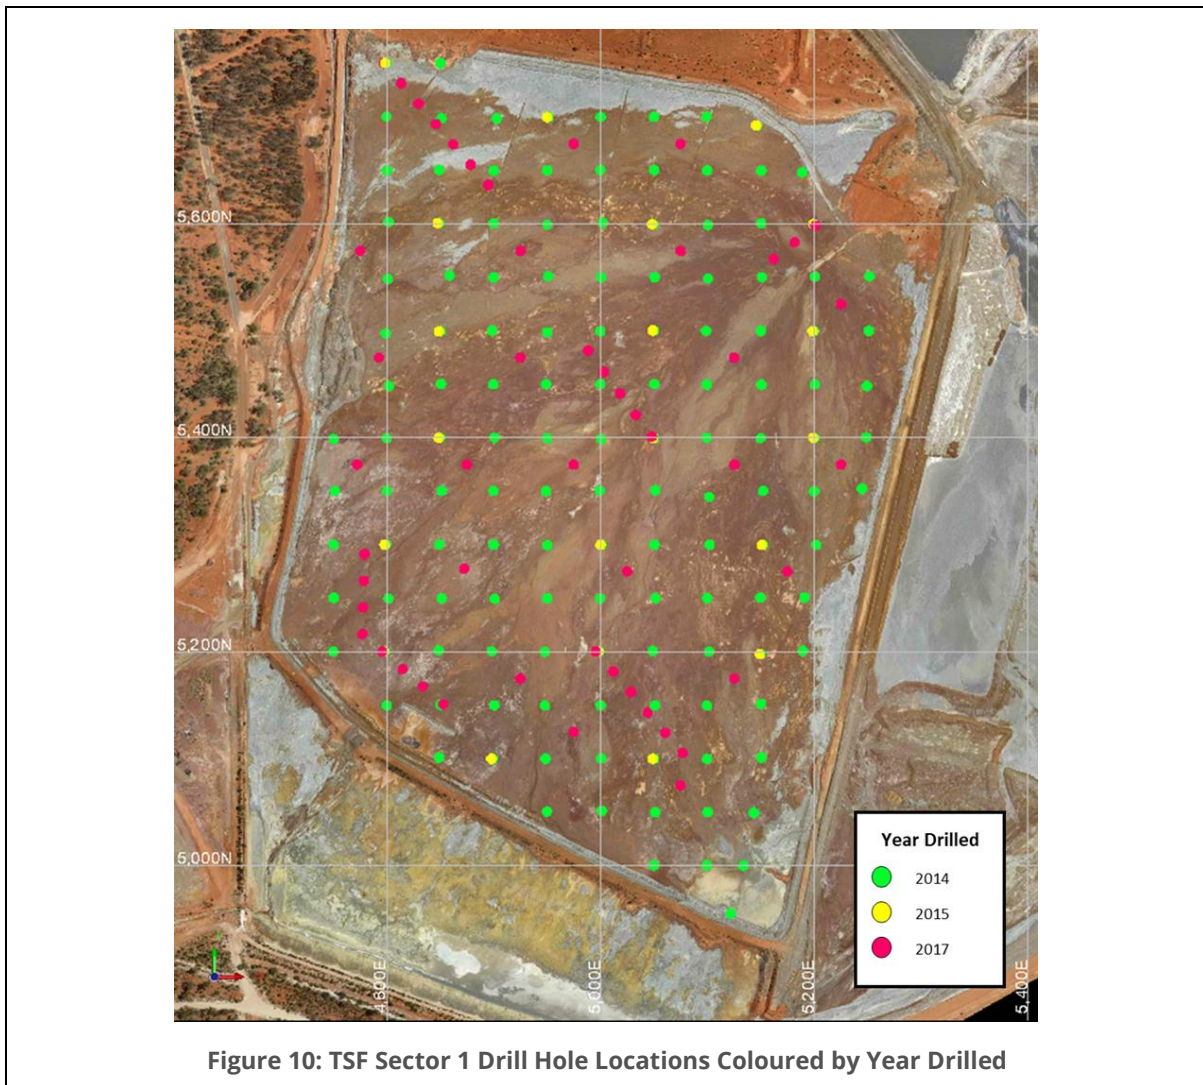 5,600N
5,400N
5,200N
5,000N
4,800E
5,000E
5,200E
5,400E
Year Drilled
2014
2015
2017
Figure 10: TSF Sector 1 Drill Hole Locations Coloured by Year Drilled